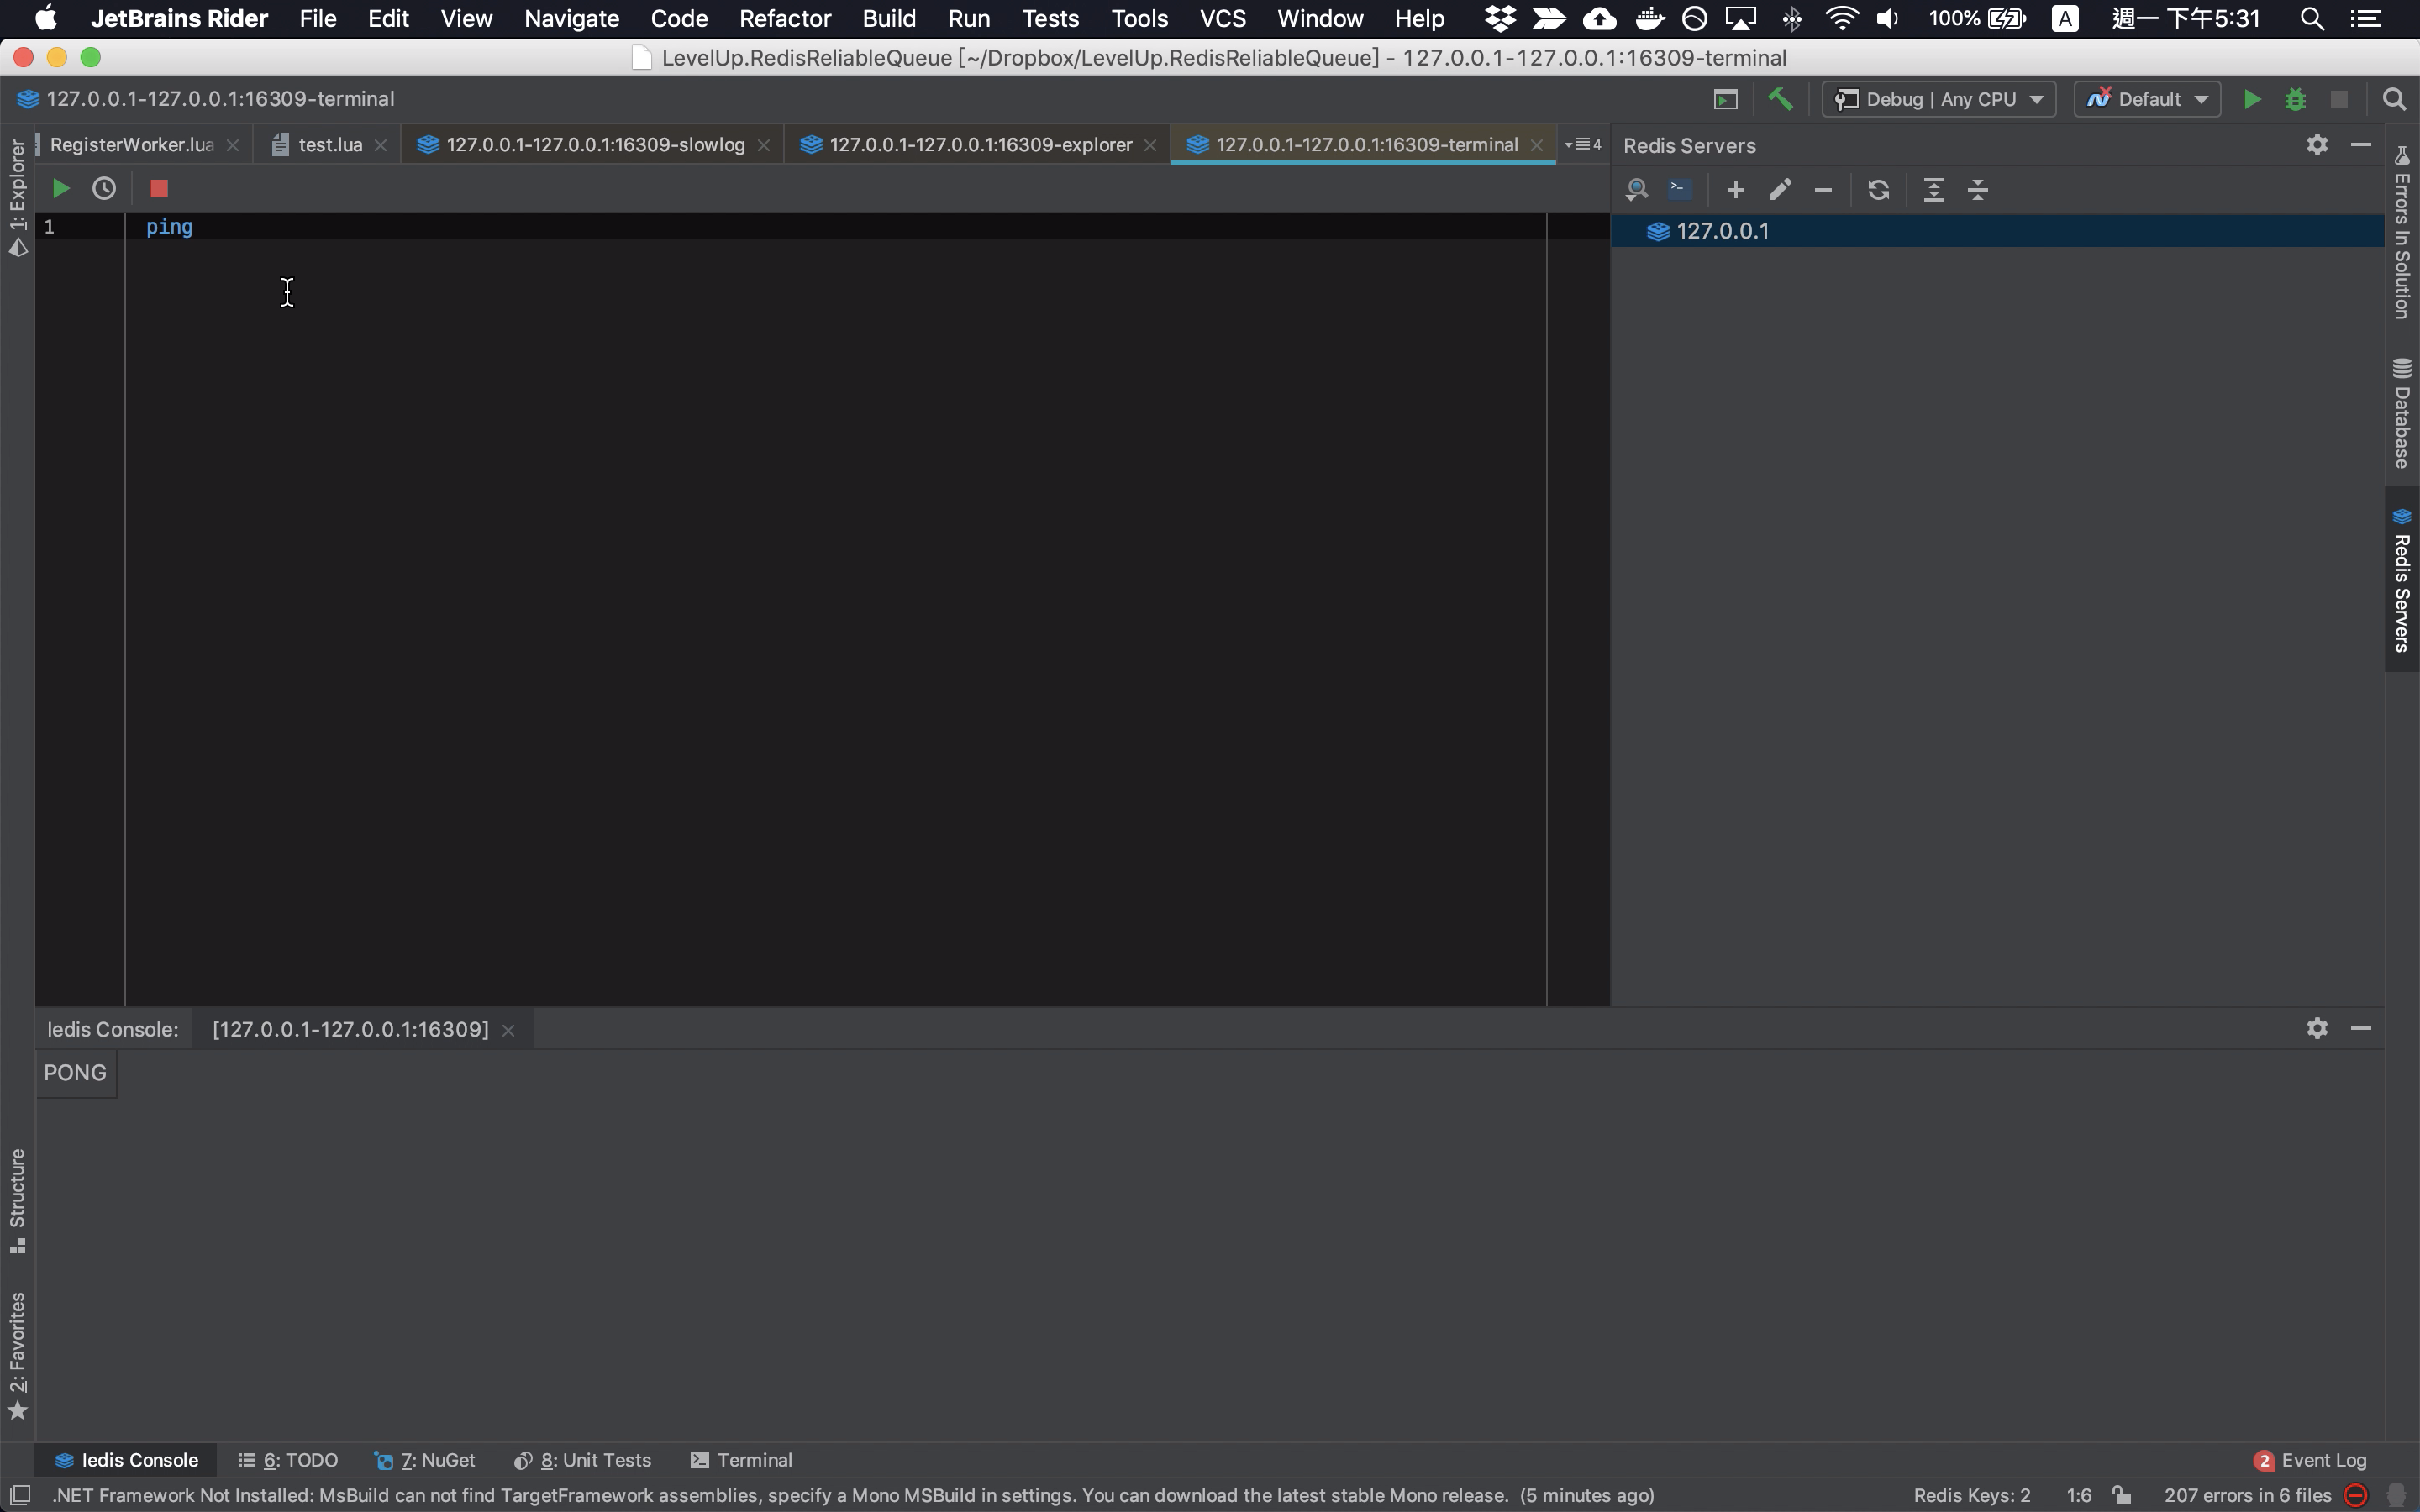 JetBrains Rider File Edit View Navigate Code Refactor Build Run Tests Tools VCS Window Help 100% A 週一 下午5:31
LevelUp.RedisReliableQueue [~/Dropbox/LevelUp.RedisReliableQueue] - 127.0.0.1-127.0.0.1:16309-terminal
127.0.0.1-127.0.0.1:16309-terminal Debug | Any CPU Default
RegisterWorker.lua test.lua 127.0.0.1-127.0.0.1:16309-slowlog 127.0.0.1-127.0.0.1:16309-explorer 127.0.0.1-127.0.0.1:16309-terminal 4 Redis Servers
1 ping
127.0.0.1
1: Explorer
Errors In Solution
Database
Redis Servers
Iedis Console: [127.0.0.1-127.0.0.1:16309]
PONG
Structure
2: Favorites
Iedis Console 6: TODO 7: NuGet 8: Unit Tests Terminal 2 Event Log
.NET Framework Not Installed: MsBuild can not find TargetFramework assemblies, specify a Mono MSBuild in settings. You can download the latest stable Mono release. (5 minutes ago) Redis Keys: 2 1:6 207 errors in 6 files